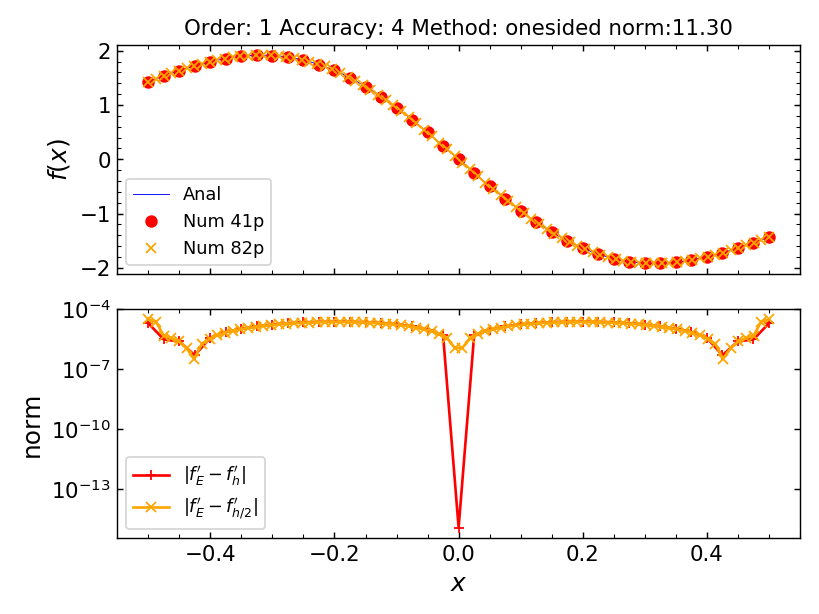 Order: 1 Accuracy: 4 Method: onesided norm:11.30
2
1
0
−1
−2
f(x)
Anal
Num 41p
Num 82p
10⁻⁴
10⁻⁷
10⁻¹⁰
10⁻¹³
norm
|f′_E − f′_h|
|f′_E − f′_{h/2}|
−0.4 −0.2 0.0 0.2 0.4
x